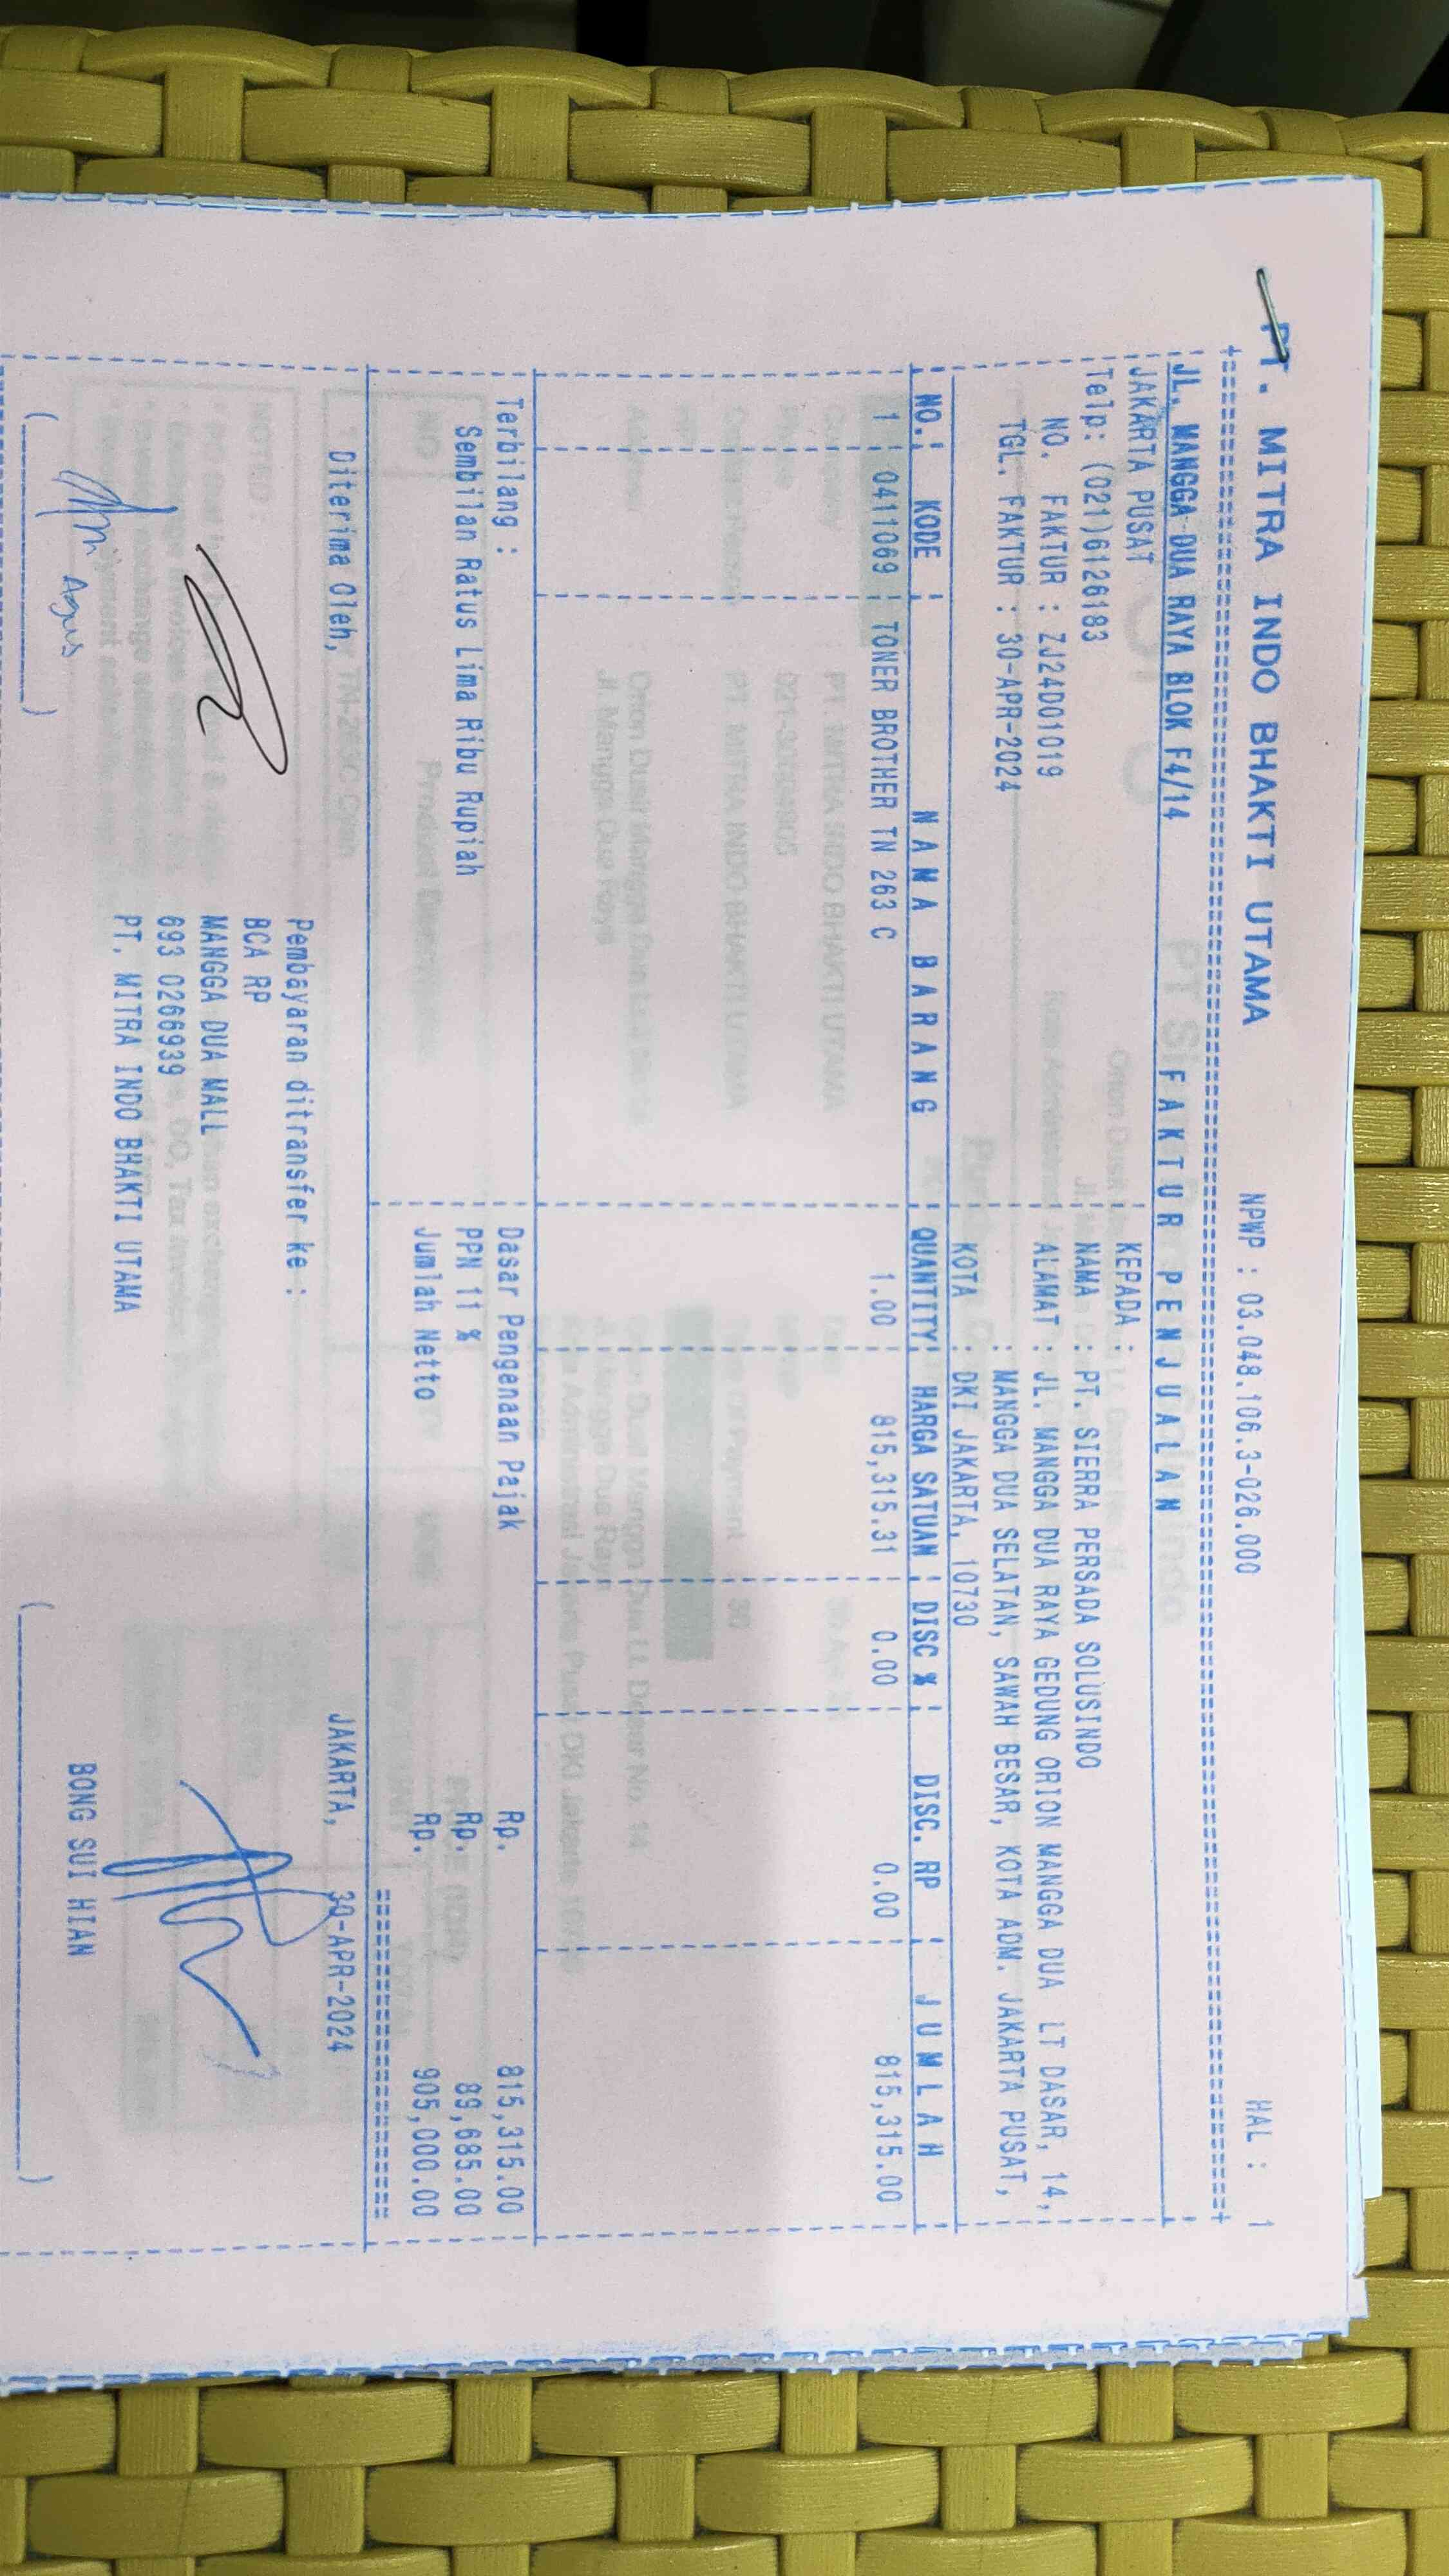 PT. MITRA INDO BHAKTI UTAMA NPWP : 03.048.106.3-026.000 HAL : 1
JL. MANGGA DUA RAYA BLOK F4/14 F A K T U R P E N J U A L A N
JAKARTA PUSAT KEPADA :
Telp: (021)6126183 NAMA : PT. SIERRA PERSADA SOLUSINDO
NO. FAKTUR : ZJ24D01019 ALAMAT : JL. MANGGA DUA RAYA GEDUNG ORION MANGGA DUA LT DASAR, 14,
TGL. FAKTUR : 30-APR-2024 : MANGGA DUA SELATAN, SAWAH BESAR, KOTA ADM. JAKARTA PUSAT,
KOTA : DKI JAKARTA, 10730
NO. KODE N A M A B A R A N G QUANTITY HARGA SATUAN DISC % DISC. RP J U M L A H
1 0411069 TONER BROTHER TN 263 C 1.00 815,315.31 0.00 0.00 815,315.00
Terbilang : Dasar Pengenaan Pajak Rp. 815,315.00
Sembilan Ratus Lima Ribu Rupiah PPN 11 % Rp. 89,685.00
Jumlah Netto Rp. 905,000.00
Diterima Oleh, JAKARTA, 30-APR-2024
Pembayaran ditransfer ke :
BCA RP
MANGGA DUA MALL
693 0266939
PT. MITRA INDO BHAKTI UTAMA
Agus
BONG SUI HIAN